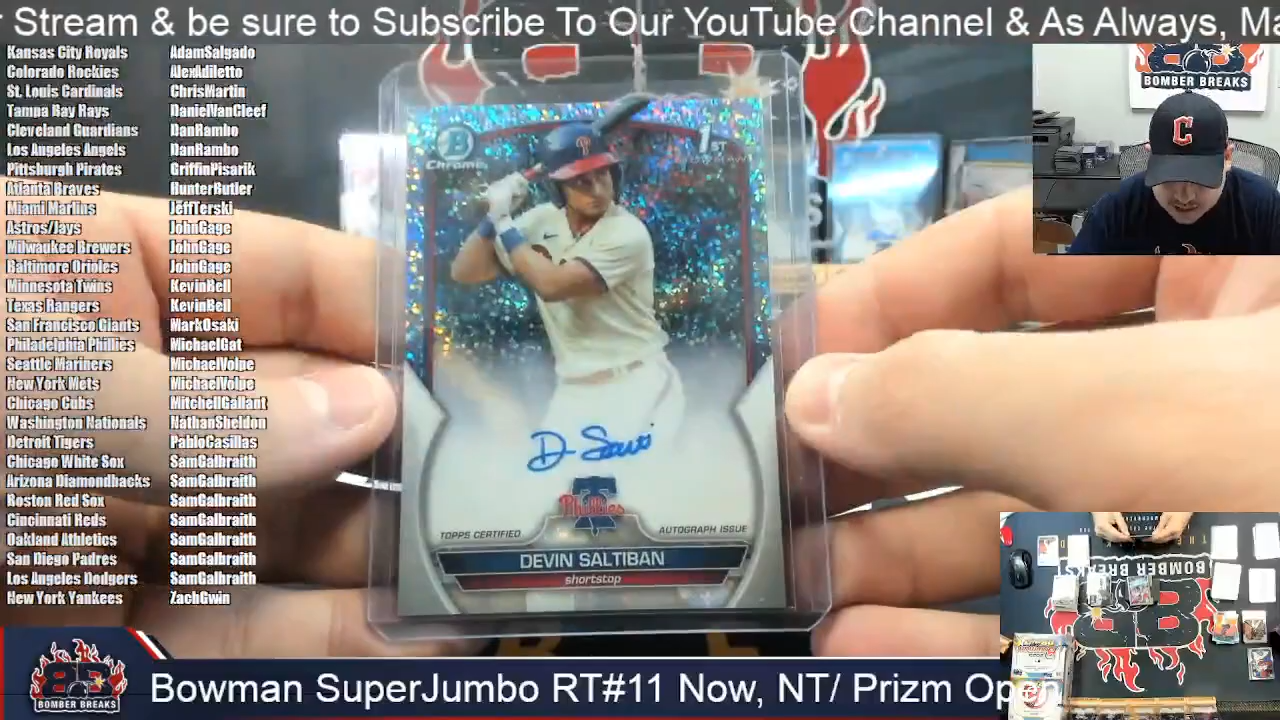 r Stream & be sure to Subscribe To Our YouTube Channel & As Always, Ma
Kansas City Royals AdamSalgado
Colorado Rockies AlexAdiletto
St. Louis Cardinals ChrisMartin
Tampa Bay Rays DanielVanCleef
Cleveland Guardians DanRambo
Los Angeles Angels DanRambo
Pittsburgh Pirates GriffinPisarik
Atlanta Braves HunterButler
Miami Marlins JeffTerski
Astros/Jays JohnGage
Milwaukee Brewers JohnGage
Baltimore Orioles JohnGage
Minnesota Twins KevinBell
Texas Rangers KevinBell
San Francisco Giants MarkOsaki
Philadelphia Phillies MichaelGat
Seattle Mariners MichaelVolpe
New York Mets MichaelVolpe
Chicago Cubs MitchellGallant
Washington Nationals NathanSheldon
Detroit Tigers PabloCasillas
Chicago White Sox SamGalbraith
Arizona Diamondbacks SamGalbraith
Boston Red Sox SamGalbraith
Cincinnati Reds SamGalbraith
Oakland Athletics SamGalbraith
San Diego Padres SamGalbraith
Los Angeles Dodgers SamGalbraith
New York Yankees ZachGwin
B
Chrome
1ST
BOWMAN
P
Phillies
TOPPS CERTIFIED
AUTOGRAPH ISSUE
DEVIN SALTIBAN
shortstop
BOMBER BREAKS
C
BOMBER BREAKS
BB
BOMBER BREAKS
Bowman SuperJumbo RT#11 Now, NT/ Prizm Open